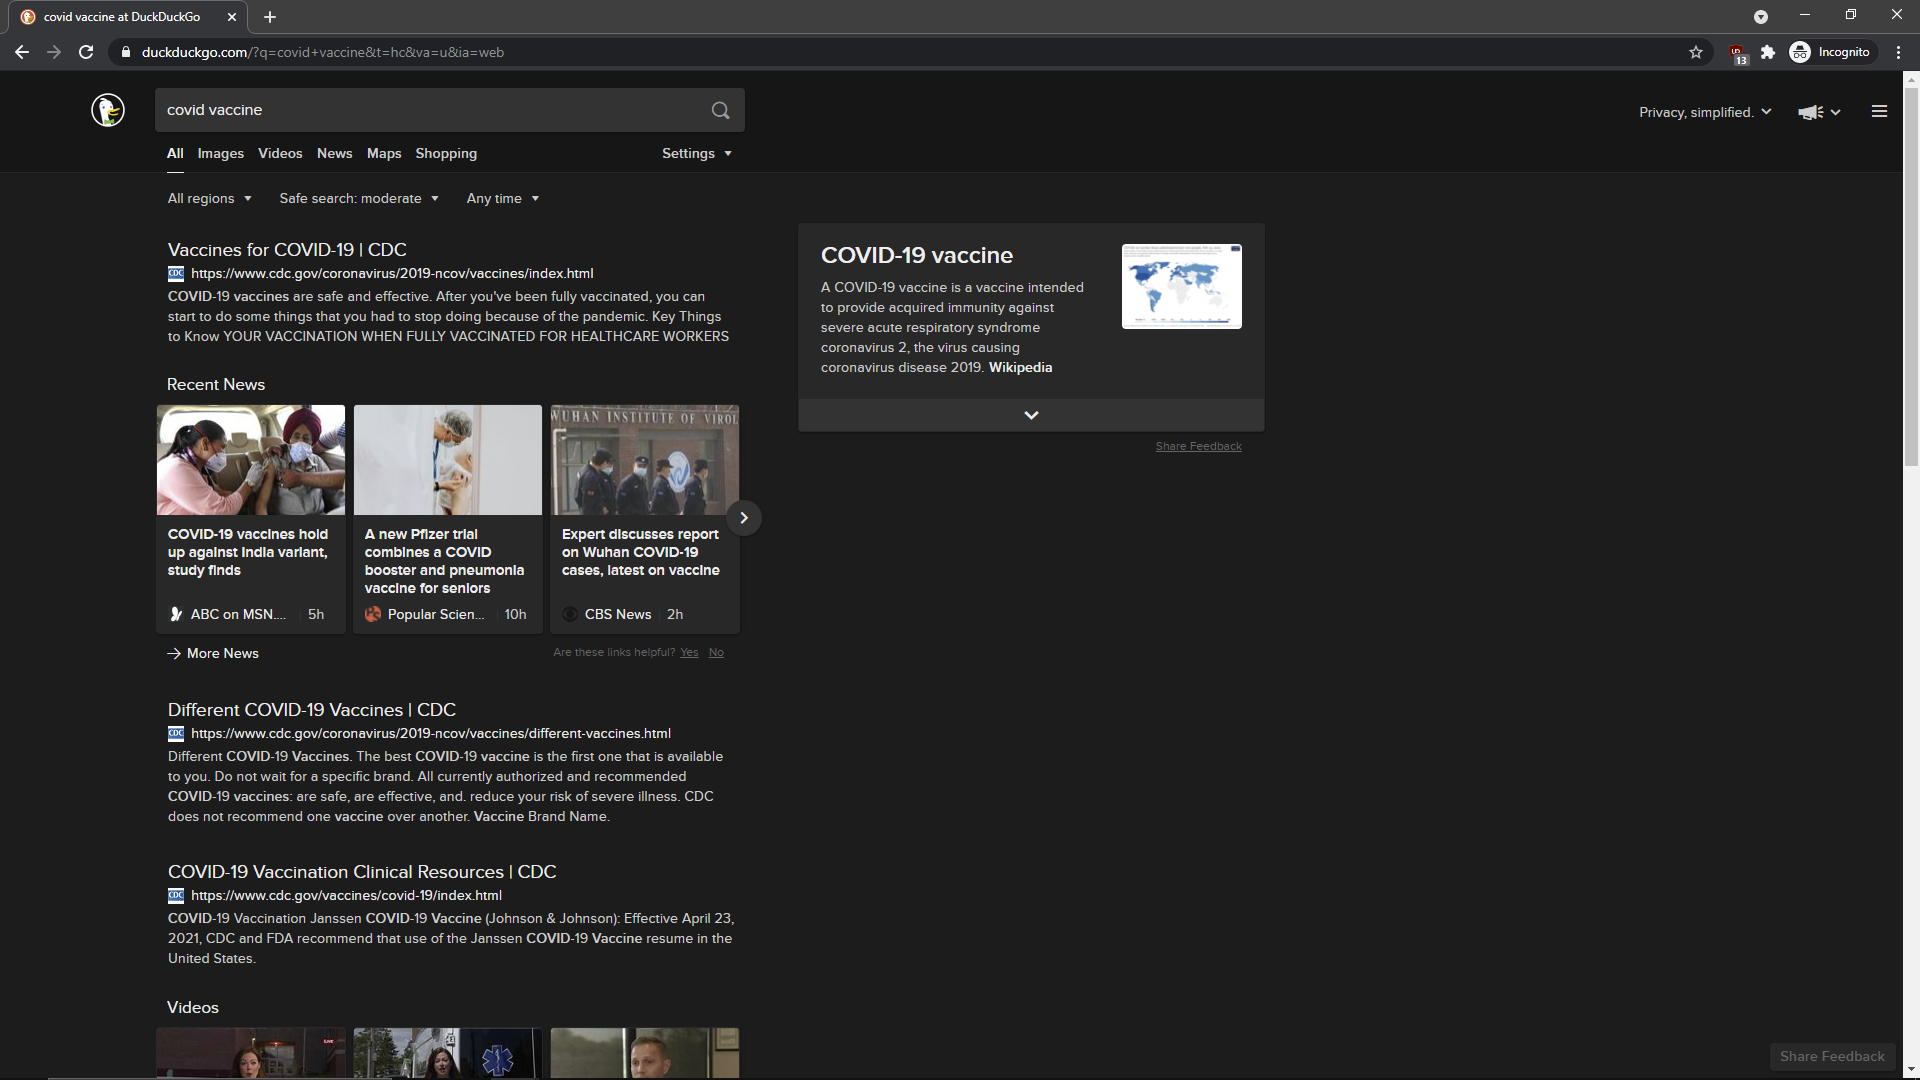 covid vaccine at DuckDuckGo
duckduckgo.com/?q=covid+vaccine&t=hc&va=u&ia=web
13
Incognito
covid vaccine
Privacy, simplified.
All Images Videos News Maps Shopping Settings
All regions Safe search: moderate Any time
Vaccines for COVID-19 | CDC
CDC https://www.cdc.gov/coronavirus/2019-ncov/vaccines/index.html
COVID-19 vaccines are safe and effective. After you've been fully vaccinated, you can
start to do some things that you had to stop doing because of the pandemic. Key Things
to Know YOUR VACCINATION WHEN FULLY VACCINATED FOR HEALTHCARE WORKERS
COVID-19 vaccine
A COVID-19 vaccine is a vaccine intended
to provide acquired immunity against
severe acute respiratory syndrome
coronavirus 2, the virus causing
coronavirus disease 2019. Wikipedia
Share Feedback
Recent News
WUHAN INSTITUTE OF VIROL
COVID-19 vaccines hold
up against India variant,
study finds
ABC on MSN.... 5h
A new Pfizer trial
combines a COVID
booster and pneumonia
vaccine for seniors
Popular Scien... 10h
Expert discusses report
on Wuhan COVID-19
cases, latest on vaccine
CBS News 2h
More News
Are these links helpful? Yes No
Different COVID-19 Vaccines | CDC
CDC https://www.cdc.gov/coronavirus/2019-ncov/vaccines/different-vaccines.html
Different COVID-19 Vaccines. The best COVID-19 vaccine is the first one that is available
to you. Do not wait for a specific brand. All currently authorized and recommended
COVID-19 vaccines: are safe, are effective, and. reduce your risk of severe illness. CDC
does not recommend one vaccine over another. Vaccine Brand Name.
COVID-19 Vaccination Clinical Resources | CDC
CDC https://www.cdc.gov/vaccines/covid-19/index.html
COVID-19 Vaccination Janssen COVID-19 Vaccine (Johnson & Johnson): Effective April 23,
2021, CDC and FDA recommend that use of the Janssen COVID-19 Vaccine resume in the
United States.
Videos
LIVE
Share Feedback